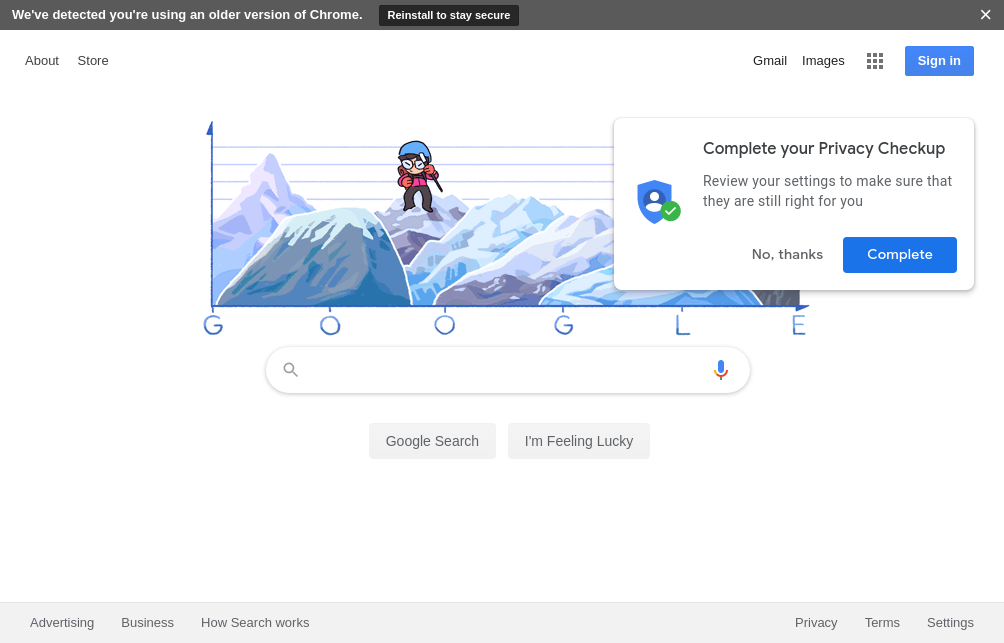 We've detected you're using an older version of Chrome. Reinstall to stay secure
About Store Gmail Images Sign in
Complete your Privacy Checkup
Review your settings to make sure that
they are still right for you
No, thanks Complete
G O O G L E
Google Search I'm Feeling Lucky
Advertising Business How Search works Privacy Terms Settings